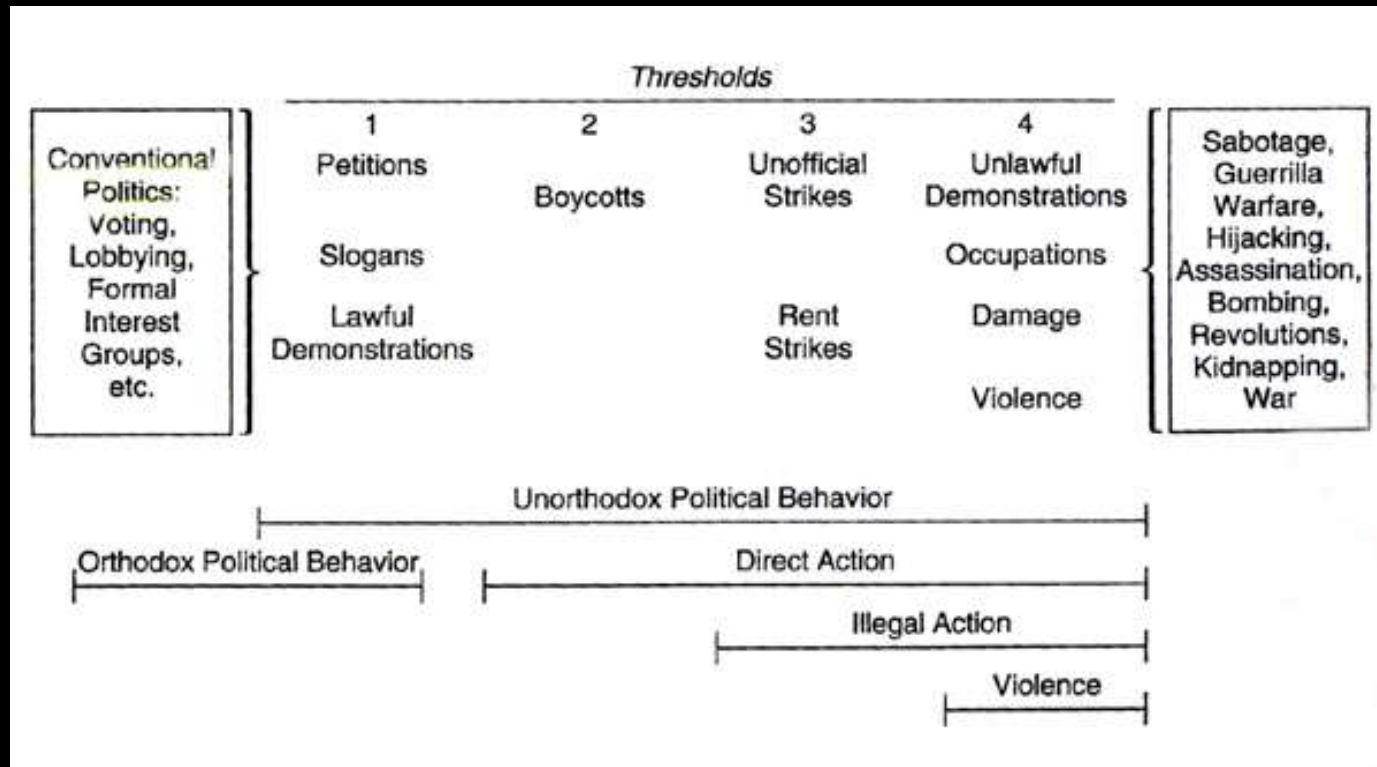 Thresholds
1 2 3 4
Conventional
Politics:
Voting,
Lobbying,
Formal
Interest
Groups,
etc.
Petitions
Slogans
Lawful
Demonstrations
Boycotts
Unofficial
Strikes
Rent
Strikes
Unlawful
Demonstrations
Occupations
Damage
Violence
Sabotage,
Guerrilla
Warfare,
Hijacking,
Assassination,
Bombing,
Revolutions,
Kidnapping,
War
Unorthodox Political Behavior
Orthodox Political Behavior
Direct Action
Illegal Action
Violence